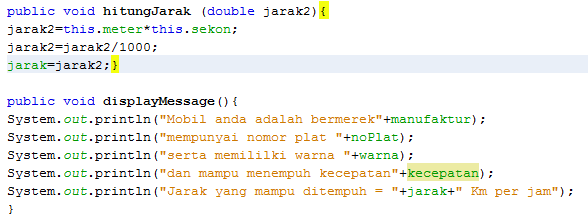 public void hitungJarak (double jarak2){
jarak2=this.meter*this.sekon;
jarak2=jarak2/1000;
jarak=jarak2;}
public void displayMessage(){
System.out.println("Mobil anda adalah bermerek"+manufaktur);
System.out.println("mempunyai nomor plat "+noPlat);
System.out.println("serta memililki warna "+warna);
System.out.println("dan mampu menempuh kecepatan"+kecepatan);
System.out.println("Jarak yang mampu ditempuh = "+jarak+" Km per jam");
}